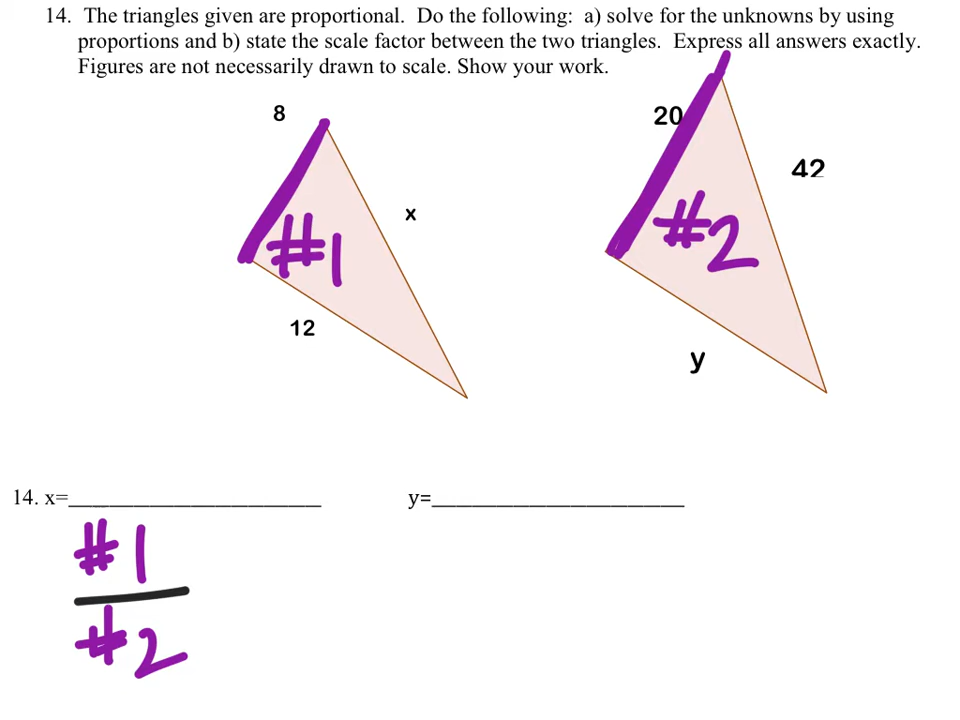 14. The triangles given are proportional. Do the following: a) solve for the unknowns by using
proportions and b) state the scale factor between the two triangles. Express all answers exactly.
Figures are not necessarily drawn to scale. Show your work.
8
20
42
x
#1
#2
12
y
14. x=_______________________
y=_______________________
#1
#2